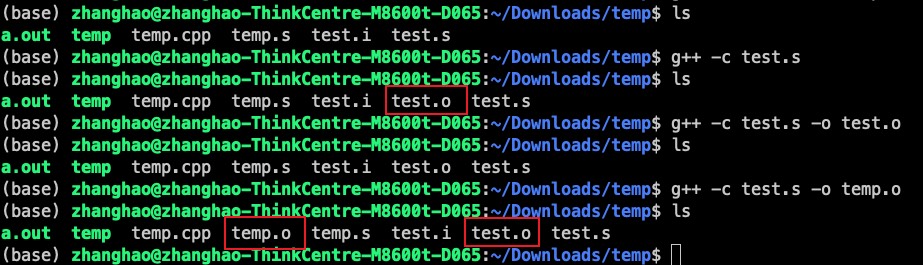 (base) zhanghao@zhanghao-ThinkCentre-M8600t-D065:~/Downloads/temp$ ls
a.out temp temp.cpp temp.s test.i test.s
(base) zhanghao@zhanghao-ThinkCentre-M8600t-D065:~/Downloads/temp$ g++ -c test.s
(base) zhanghao@zhanghao-ThinkCentre-M8600t-D065:~/Downloads/temp$ ls
a.out temp temp.cpp temp.s test.i test.o test.s
(base) zhanghao@zhanghao-ThinkCentre-M8600t-D065:~/Downloads/temp$ g++ -c test.s -o test.o
(base) zhanghao@zhanghao-ThinkCentre-M8600t-D065:~/Downloads/temp$ ls
a.out temp temp.cpp temp.s test.i test.o test.s
(base) zhanghao@zhanghao-ThinkCentre-M8600t-D065:~/Downloads/temp$ g++ -c test.s -o temp.o
(base) zhanghao@zhanghao-ThinkCentre-M8600t-D065:~/Downloads/temp$ ls
a.out temp temp.cpp temp.o temp.s test.i test.o test.s
(base) zhanghao@zhanghao-ThinkCentre-M8600t-D065:~/Downloads/temp$